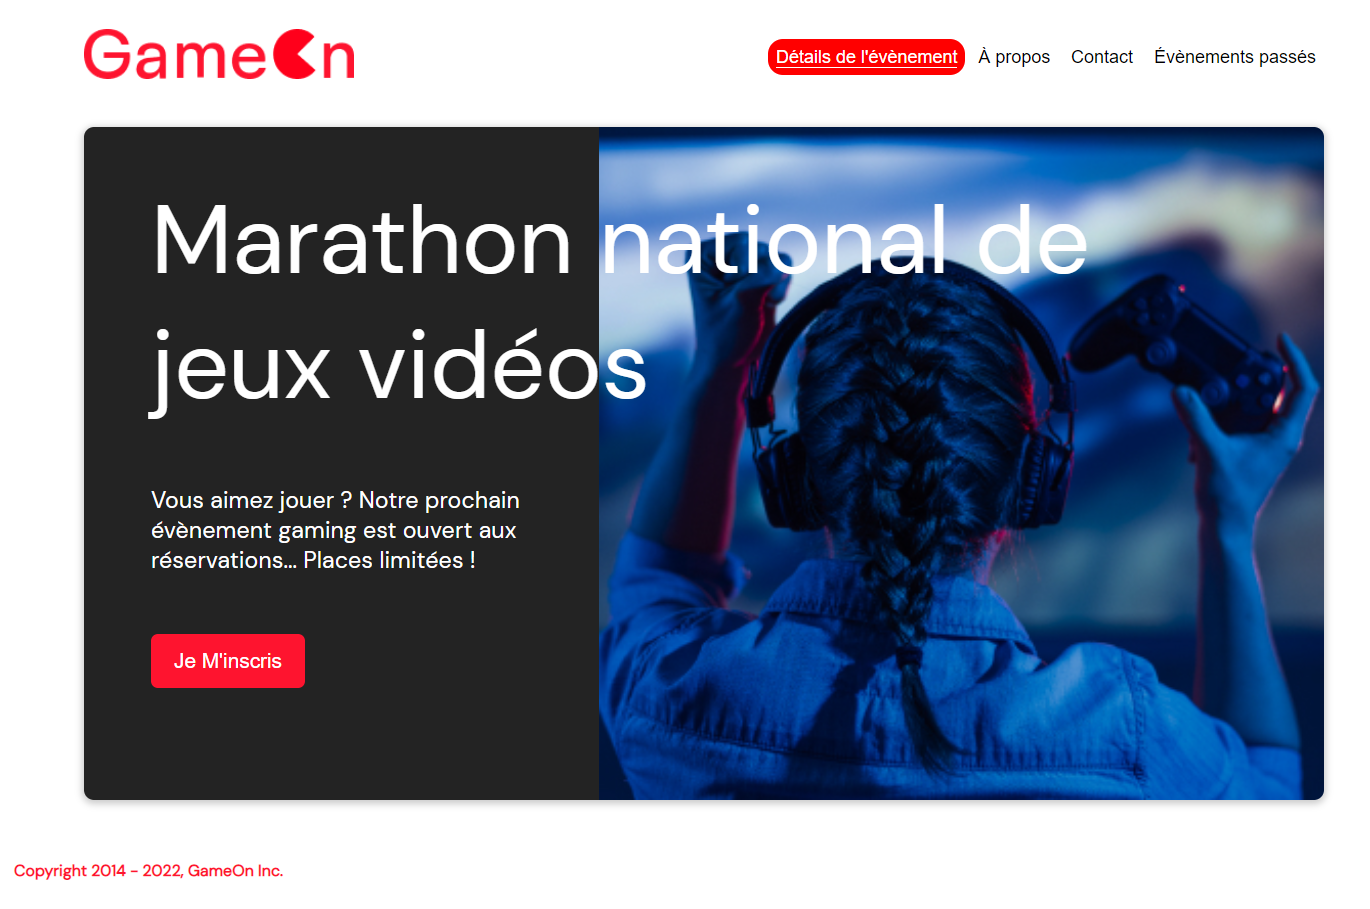 GameOn
Détails de l'évènement À propos Contact Évènements passés
Marathon national de
jeux vidéos
Vous aimez jouer ? Notre prochain
évènement gaming est ouvert aux
réservations... Places limitées !
Je M'inscris
Copyright 2014 - 2022, GameOn Inc.